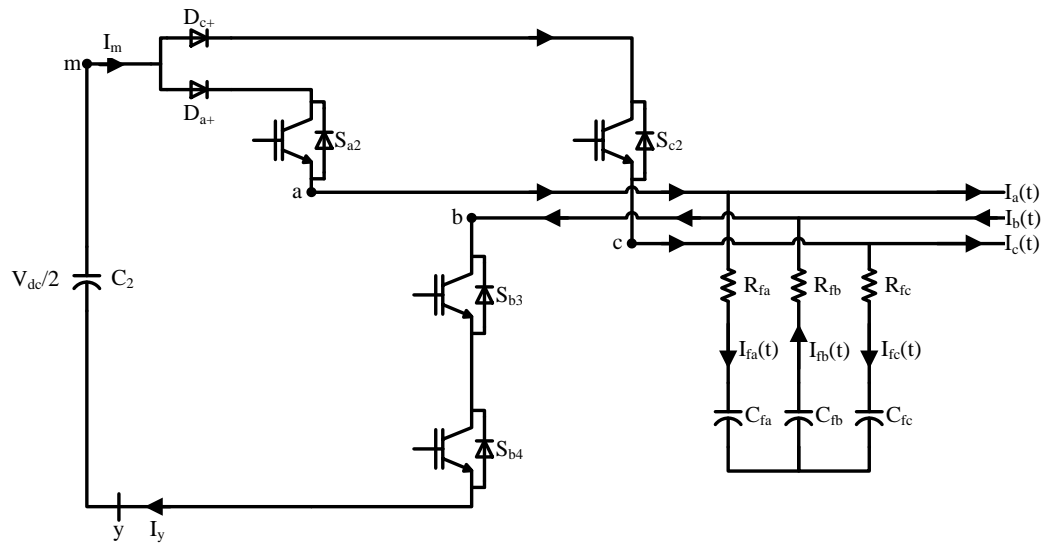 D_c+
I_m
m
D_a+
S_a2
S_c2
a
I_a(t)
b
I_b(t)
c
I_c(t)
V_dc/2
C_2
R_fa
R_fb
R_fc
S_b3
I_fa(t)
I_fb(t)
I_fc(t)
C_fa
C_fb
C_fc
S_b4
y
I_y